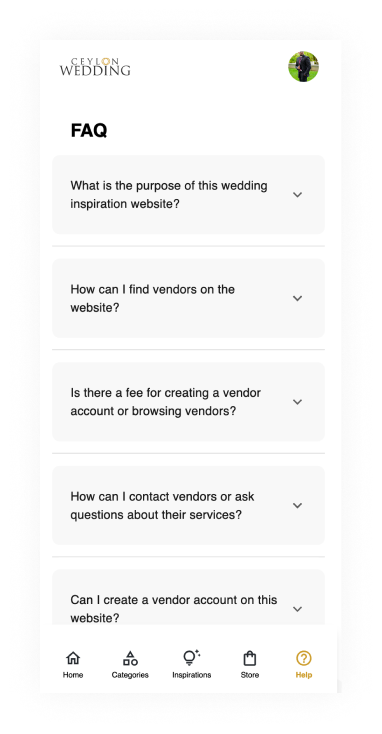 CEYLON
WEDDING
FAQ
What is the purpose of this wedding
inspiration website?
How can I find vendors on the
website?
Is there a fee for creating a vendor
account or browsing vendors?
How can I contact vendors or ask
questions about their services?
Can I create a vendor account on this
website?
Home
Categories
Inspirations
Store
Help